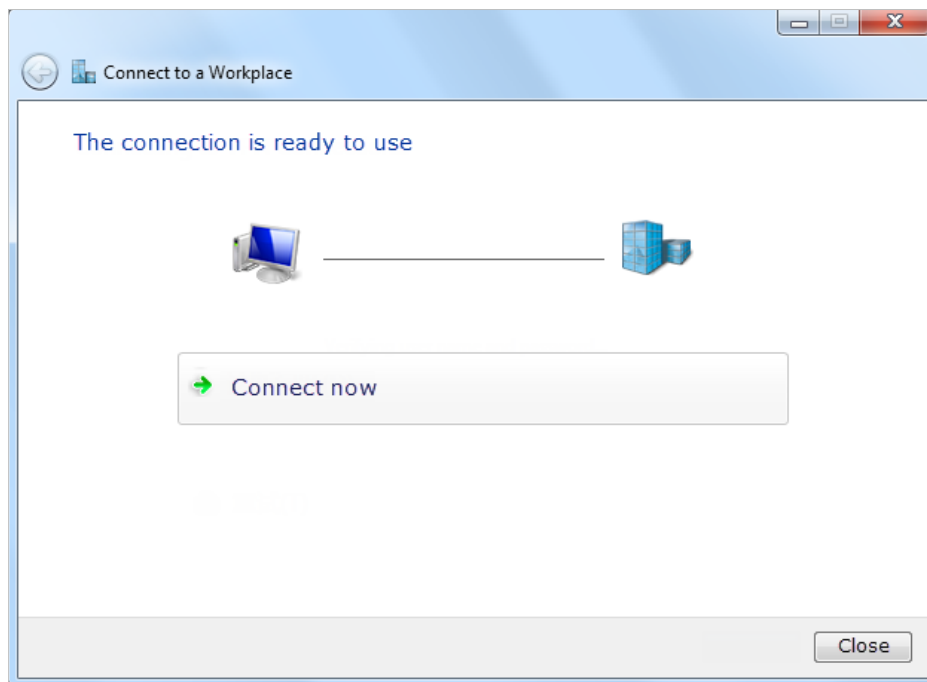 Connect to a Workplace
The connection is ready to use
Connect now
Close